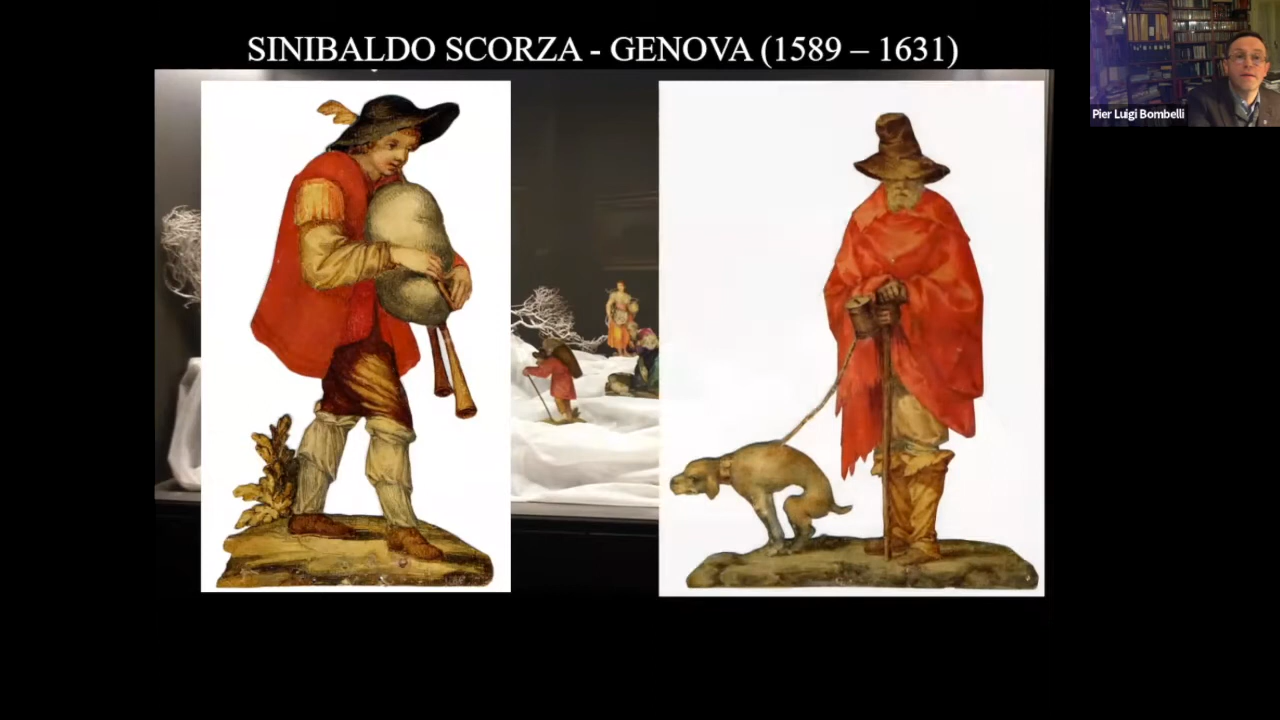 SINIBALDO SCORZA - GENOVA (1589 – 1631)
Pier Luigi Bombelli